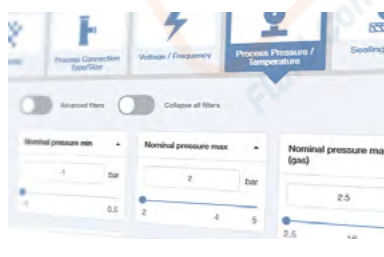 Process Connection
Type/Size
Voltage / Frequency
Process Pressure /
Temperature
Sealing
Advanced filters
Collapse all filters
Nominal pressure min
-1
bar
-1
0.5
Nominal pressure max
2
bar
2
4
5
Nominal pressure ma
(gas)
2.5
2.5